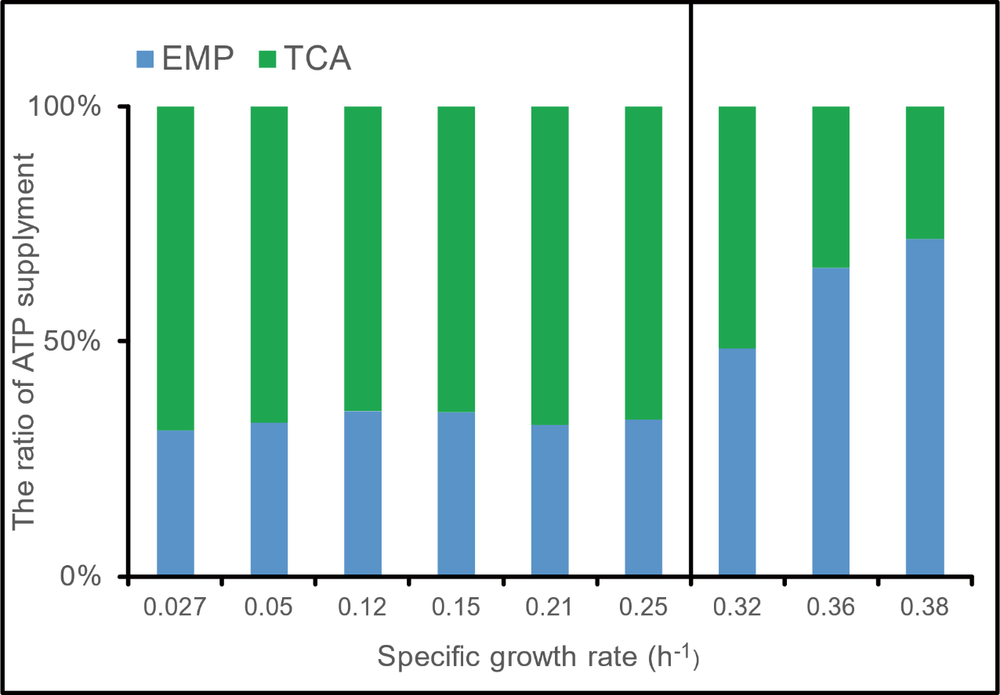 EMP TCA
100%
50%
0%
The ratio of ATP supplyment
0.027 0.05 0.12 0.15 0.21 0.25 0.32 0.36 0.38
Specific growth rate (h-1)